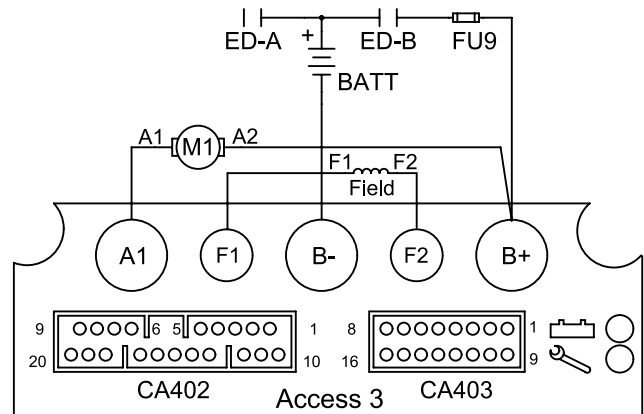 ED-A + ED-B FU9
BATT
A1 M1 A2
F1 F2
Field
A1 F1 B- F2 B+
9 6 5 1 8 1
20 10 16 9
CA402 CA403
Access 3